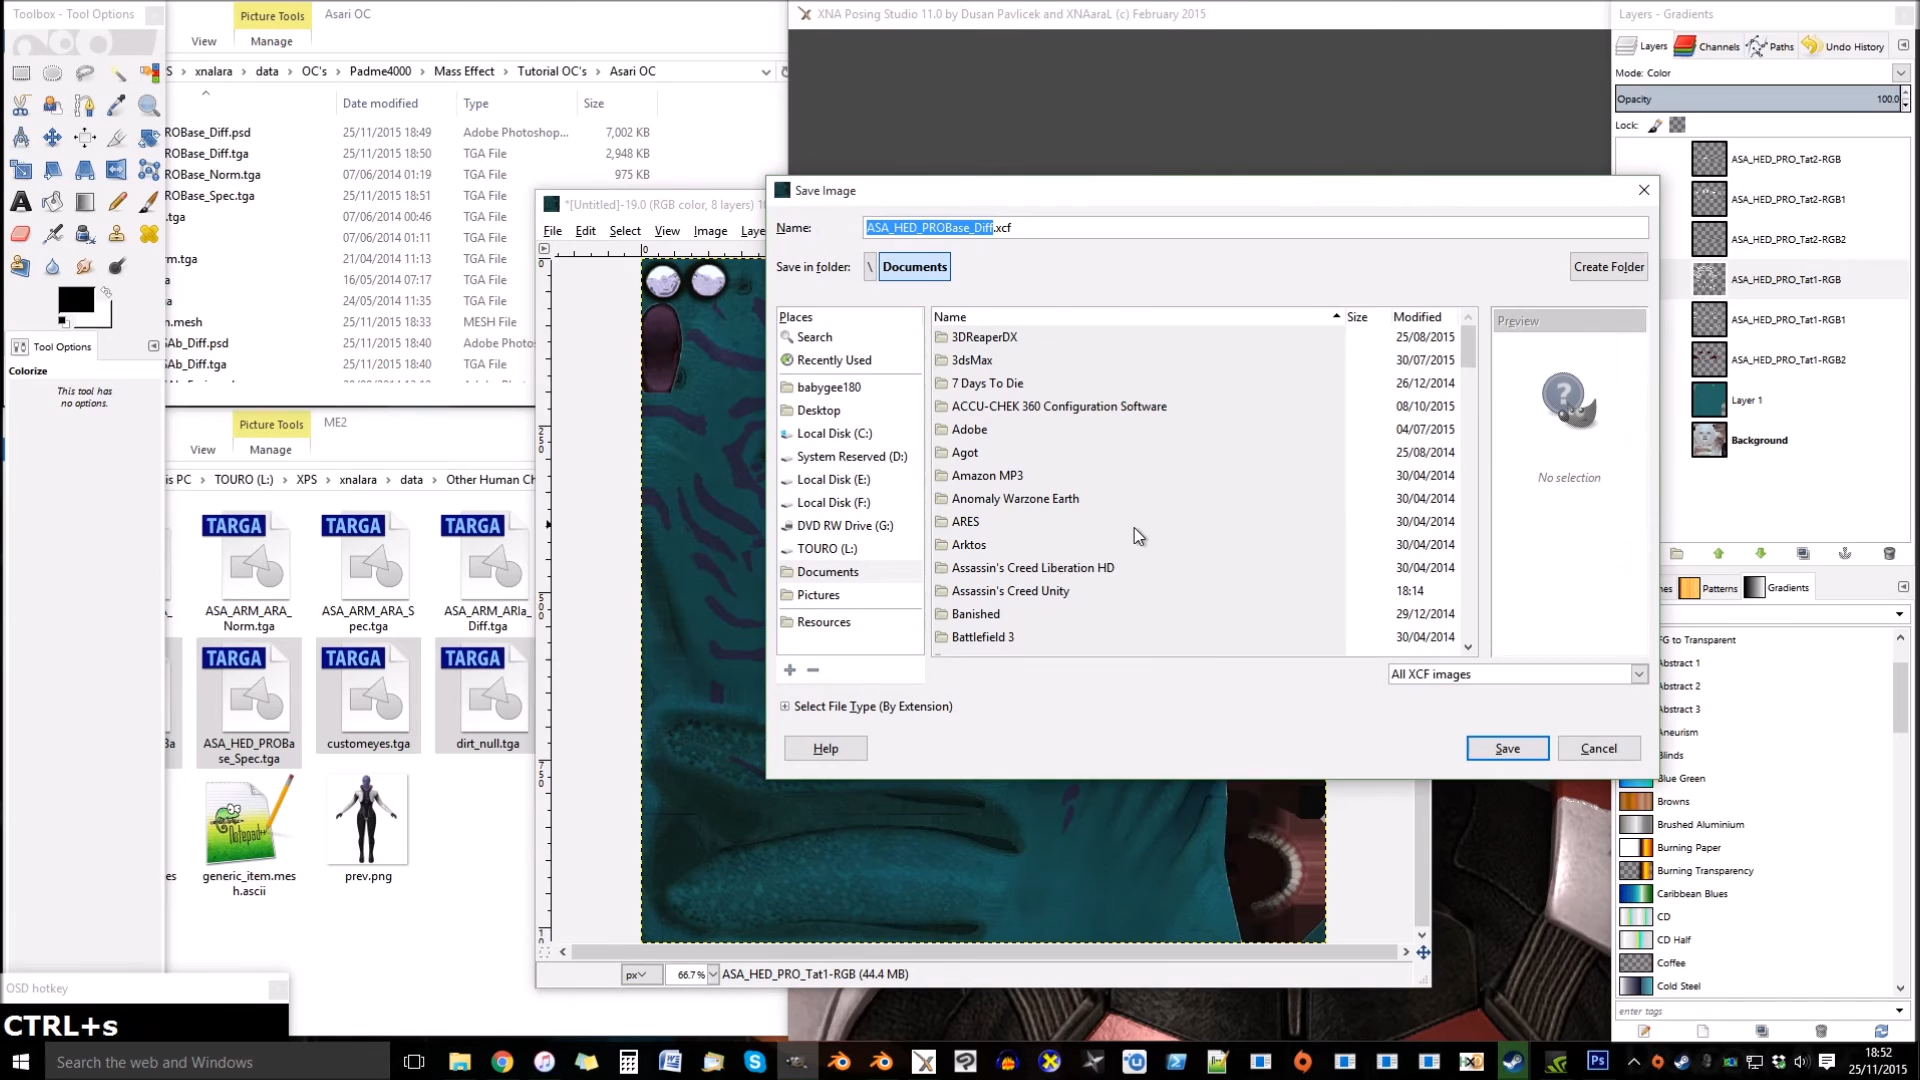 Toolbox - Tool Options
Picture Tools
Asari OC
View
Manage
S
xnalara
data
OC's
Padme4000
Mass Effect
Tutorial OC's
Asari OC
Date modified
Type
Size
ROBase_Diff.psd 25/11/2015 18:49 Adobe Photoshop... 7,002 KB
ROBase_Diff.tga 25/11/2015 18:50 TGA File 2,948 KB
ROBase_Norm.tga 07/06/2014 01:19 TGA File 975 KB
ROBase_Spec.tga 25/11/2015 18:51 TGA File
.tga 07/06/2014 00:46 TGA File
07/06/2014 01:11 TGA File
rm.tga 21/04/2014 11:13 TGA File
a 16/05/2014 07:17 TGA File
a 24/05/2014 11:35 TGA File
n.mesh 25/11/2015 18:33 MESH File
Ab_Diff.psd 25/11/2015 18:40 Adobe Photo
Ab_Diff.tga 25/11/2015 18:40 TGA File
Tool Options
Colorize
This tool has
no options.
Picture Tools
ME2
View
Manage
is PC
TOURO (L:)
XPS
xnalara
data
Other Human Ch
TARGA
TARGA
TARGA
ASA_ARM_ARA_
Norm.tga
ASA_ARM_ARA_S
pec.tga
ASA_ARM_ARIa_
Diff.tga
TARGA
TARGA
TARGA
ASA_HED_PROBa
se_Spec.tga
customeyes.tga
dirt_null.tga
Notepad++
es
generic_item.mes
h.ascii
prev.png
OSD hotkey
CTRL+s
XNA Posing Studio 11.0 by Dusan Pavlicek and XNAaraL (c) February 2015
*[Untitled]-19.0 (RGB color, 8 layers) 10
File Edit Select View Image Laye
0
px
66.7 %
ASA_HED_PRO_Tat1-RGB (44.4 MB)
Save Image
Name:
ASA_HED_PROBase_Diff.xcf
Save in folder:
\
Documents
Create Folder
Places
Search
Recently Used
babygee180
Desktop
Local Disk (C:)
System Reserved (D:)
Local Disk (E:)
Local Disk (F:)
DVD RW Drive (G:)
TOURO (L:)
Documents
Pictures
Resources
Name Size Modified
3DReaperDX 25/08/2015
3dsMax 30/07/2015
7 Days To Die 26/12/2014
ACCU-CHEK 360 Configuration Software 08/10/2015
Adobe 04/07/2015
Agot 25/08/2014
Amazon MP3 30/04/2014
Anomaly Warzone Earth 30/04/2014
ARES 30/04/2014
Arktos 30/04/2014
Assassin's Creed Liberation HD 30/04/2014
Assassin's Creed Unity 18:14
Banished 29/12/2014
Battlefield 3 30/04/2014
Preview
No selection
All XCF images
Select File Type (By Extension)
Help
Save
Cancel
Layers - Gradients
Layers
Channels
Paths
Undo History
Mode: Color
Opacity
100.0
Lock:
ASA_HED_PRO_Tat2-RGB
ASA_HED_PRO_Tat2-RGB1
ASA_HED_PRO_Tat2-RGB2
ASA_HED_PRO_Tat1-RGB
ASA_HED_PRO_Tat1-RGB1
ASA_HED_PRO_Tat1-RGB2
Layer 1
Background
hes
Patterns
Gradients
FG to Transparent
Abstract 1
Abstract 2
Abstract 3
Aneurism
Blinds
Blue Green
Browns
Brushed Aluminium
Burning Paper
Burning Transparency
Caribbean Blues
CD
CD Half
Coffee
Cold Steel
enter tags
Search the web and Windows
18:52
25/11/2015